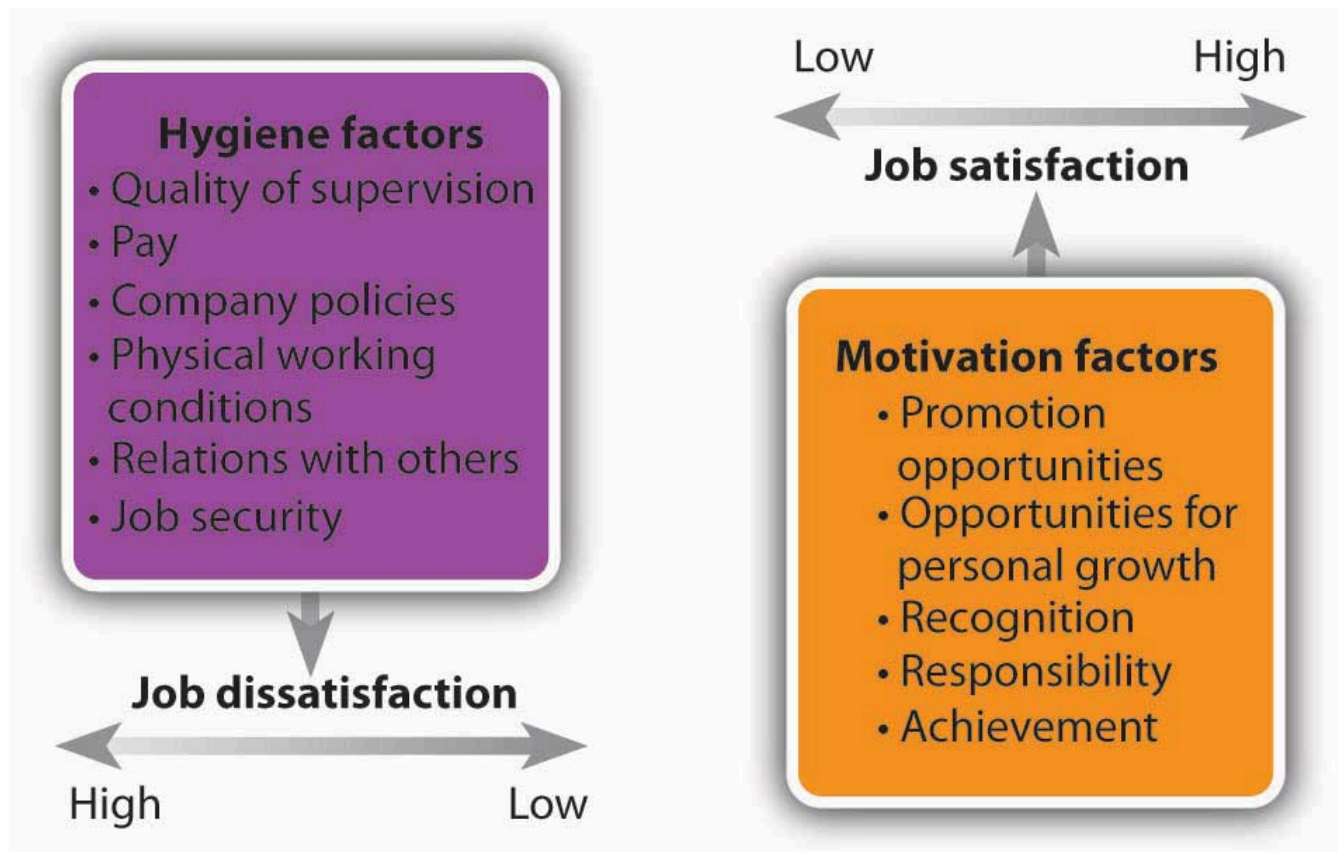 Hygiene factors
• Quality of supervision
• Pay
• Company policies
• Physical working
conditions
• Relations with others
• Job security
Job dissatisfaction
High Low
Low High
Job satisfaction
Motivation factors
• Promotion
opportunities
• Opportunities for
personal growth
• Recognition
• Responsibility
• Achievement